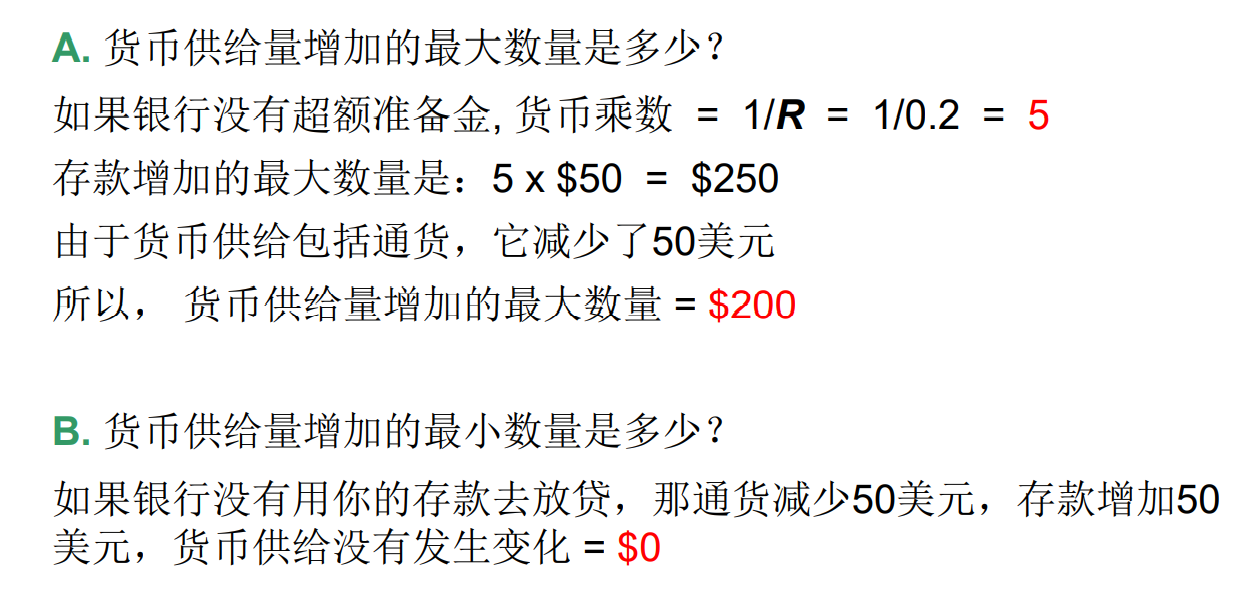 A. 货币供给量增加的最大数量是多少？
如果银行没有超额准备金, 货币乘数 = 1/R = 1/0.2 = 5
存款增加的最大数量是：5 x $50 = $250
由于货币供给包括通货，它减少了50美元
所以， 货币供给量增加的最大数量 = $200
B. 货币供给量增加的最小数量是多少？
如果银行没有用你的存款去放贷，那通货减少50美元，存款增加50
美元，货币供给没有发生变化 = $0